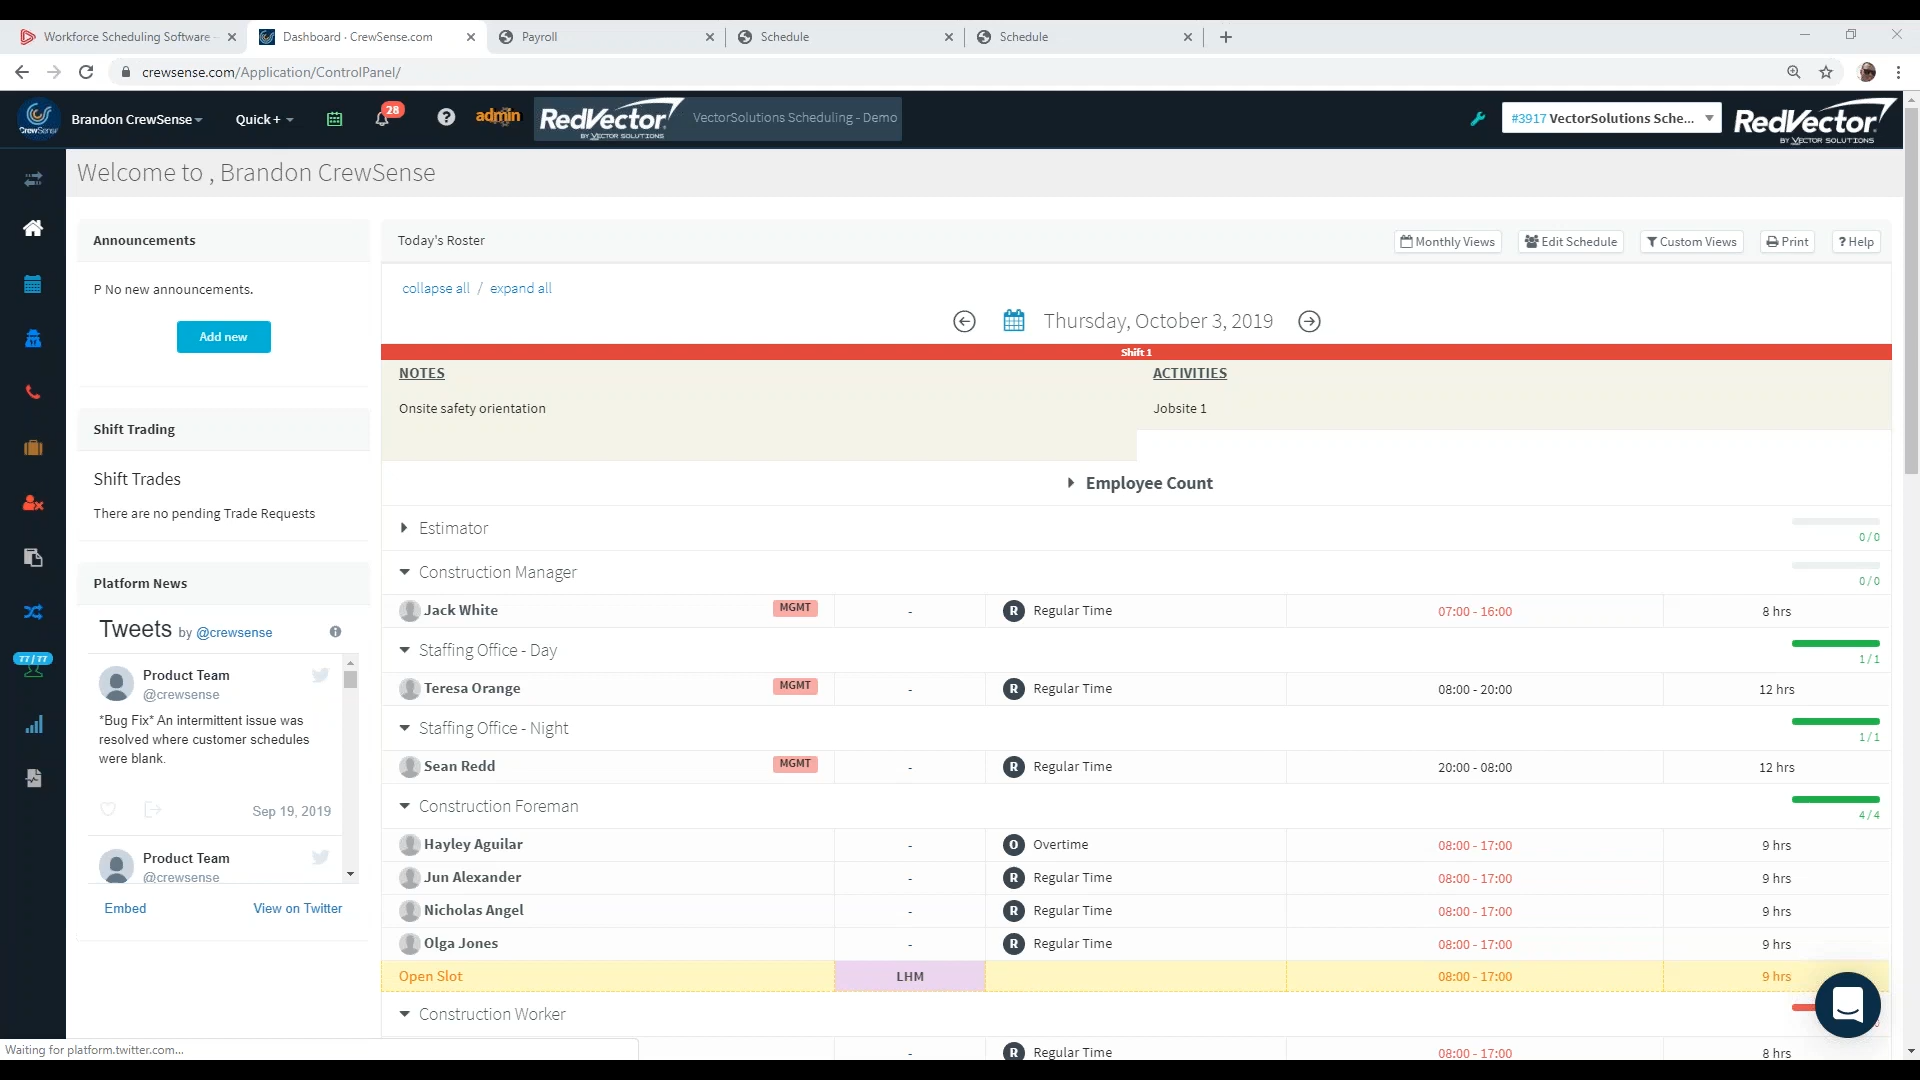 Workforce Scheduling Software -
Dashboard · CrewSense.com
Payroll
Schedule
Schedule
crewsense.com/Application/ControlPanel/
CrewSense
Brandon CrewSense
Quick +
28
admin
RedVector
BY VECTOR SOLUTIONS
VectorSolutions Scheduling - Demo
#3917 VectorSolutions Sche...
RedVector
BY VECTOR SOLUTIONS
Welcome to , Brandon CrewSense
Announcements
P No new announcements.
Add new
Shift Trading
Shift Trades
There are no pending Trade Requests
Platform News
Tweets by @crewsense
Product Team
@crewsense
*Bug Fix* An intermittent issue was
resolved where customer schedules
were blank.
Sep 19, 2019
Product Team
@crewsense
Embed
View on Twitter
77 / 77
Today's Roster
Monthly Views
Edit Schedule
Custom Views
Print
? Help
collapse all / expand all
Thursday, October 3, 2019
Shift 1
NOTES
ACTIVITIES
Onsite safety orientation
Jobsite 1
Employee Count
Estimator
0 / 0
Construction Manager
0 / 0
Jack White MGMT - R Regular Time 07:00 - 16:00 8 hrs
Staffing Office - Day
1 / 1
Teresa Orange MGMT - R Regular Time 08:00 - 20:00 12 hrs
Staffing Office - Night
1 / 1
Sean Redd MGMT - R Regular Time 20:00 - 08:00 12 hrs
Construction Foreman
4 / 4
Hayley Aguilar - O Overtime 08:00 - 17:00 9 hrs
Jun Alexander - R Regular Time 08:00 - 17:00 9 hrs
Nicholas Angel - R Regular Time 08:00 - 17:00 9 hrs
Olga Jones - R Regular Time 08:00 - 17:00 9 hrs
Open Slot LHM 08:00 - 17:00 9 hrs
Construction Worker
- R Regular Time 08:00 - 17:00 8 hrs
Waiting for platform.twitter.com...